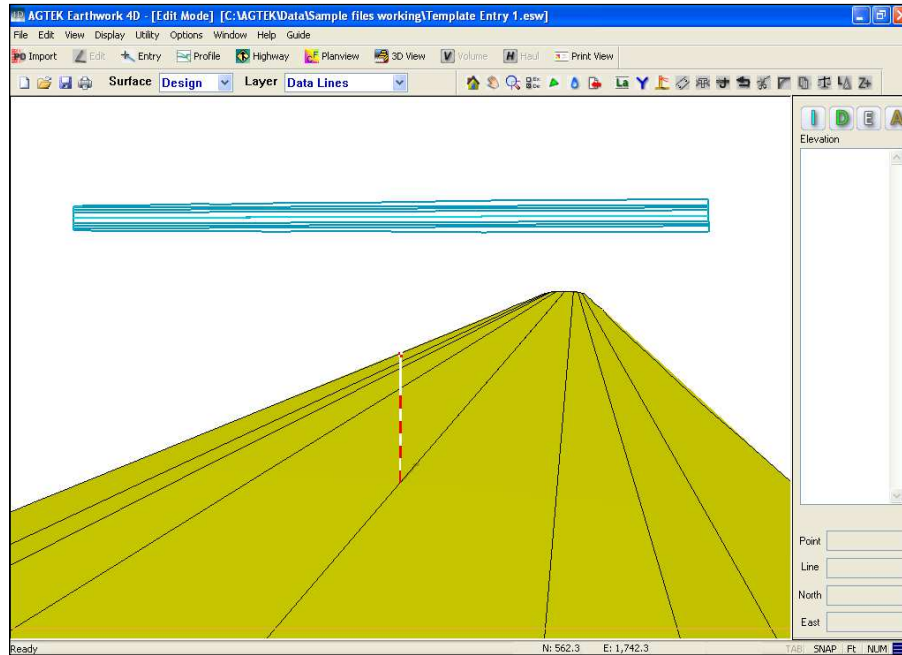 AGTEK Earthwork 4D - [Edit Mode] [C:\AGTEK\Data\Sample files working\Template Entry 1.esw]
File Edit View Display Utility Options Window Help Guide
Import Edit Entry Profile Highway Planview 3D View V Volume H Haul Print View
Surface Design Layer Data Lines La
I D E A
Elevation
Point
Line
North
East
Ready N: 562.3 E: 1,742.3 TAB SNAP Ft NUM